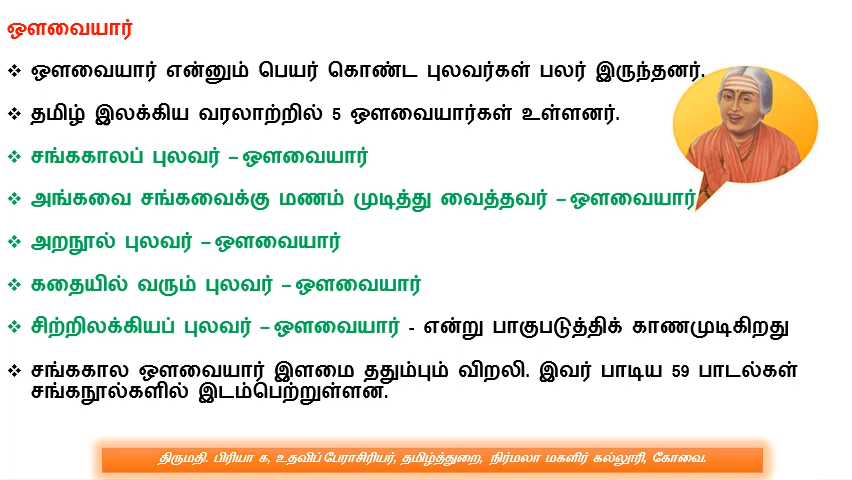 ஔவையார்
❖ ஔவையார் என்னும் பெயர் கொண்ட புலவர்கள் பலர் இருந்தனர்.
❖ தமிழ் இலக்கிய வரலாற்றில் 5 ஔவையார்கள் உள்ளனர்.
❖ சங்ககாலப் புலவர் – ஔவையார்
❖ அங்கவை சங்கவைக்கு மணம் முடித்து வைத்தவர் – ஔவையார்
❖ அறநூல் புலவர் – ஔவையார்
❖ கதையில் வரும் புலவர் – ஔவையார்
❖ சிற்றிலக்கியப் புலவர் – ஔவையார் - என்று பாகுபடுத்திக் காணமுடிகிறது
❖ சங்ககால ஔவையார் இளமை ததும்பும் விறலி. இவர் பாடிய 59 பாடல்கள்
சங்கநூல்களில் இடம்பெற்றுள்ளன.
திருமதி. பிரியா க, உதவிப் பேராசிரியர், தமிழ்த்துறை, நிர்மலா மகளிர் கல்லூரி, கோவை.